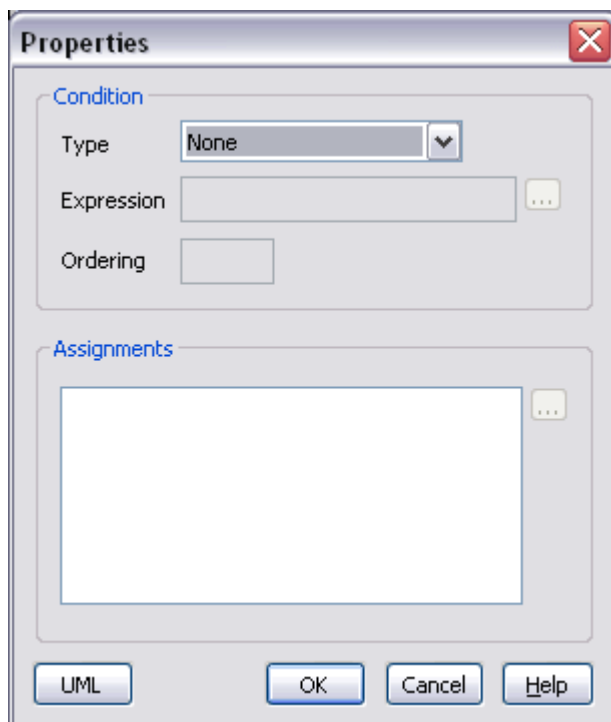 Properties
Condition
Type None
Expression ...
Ordering
Assignments
...
UML OK Cancel Help